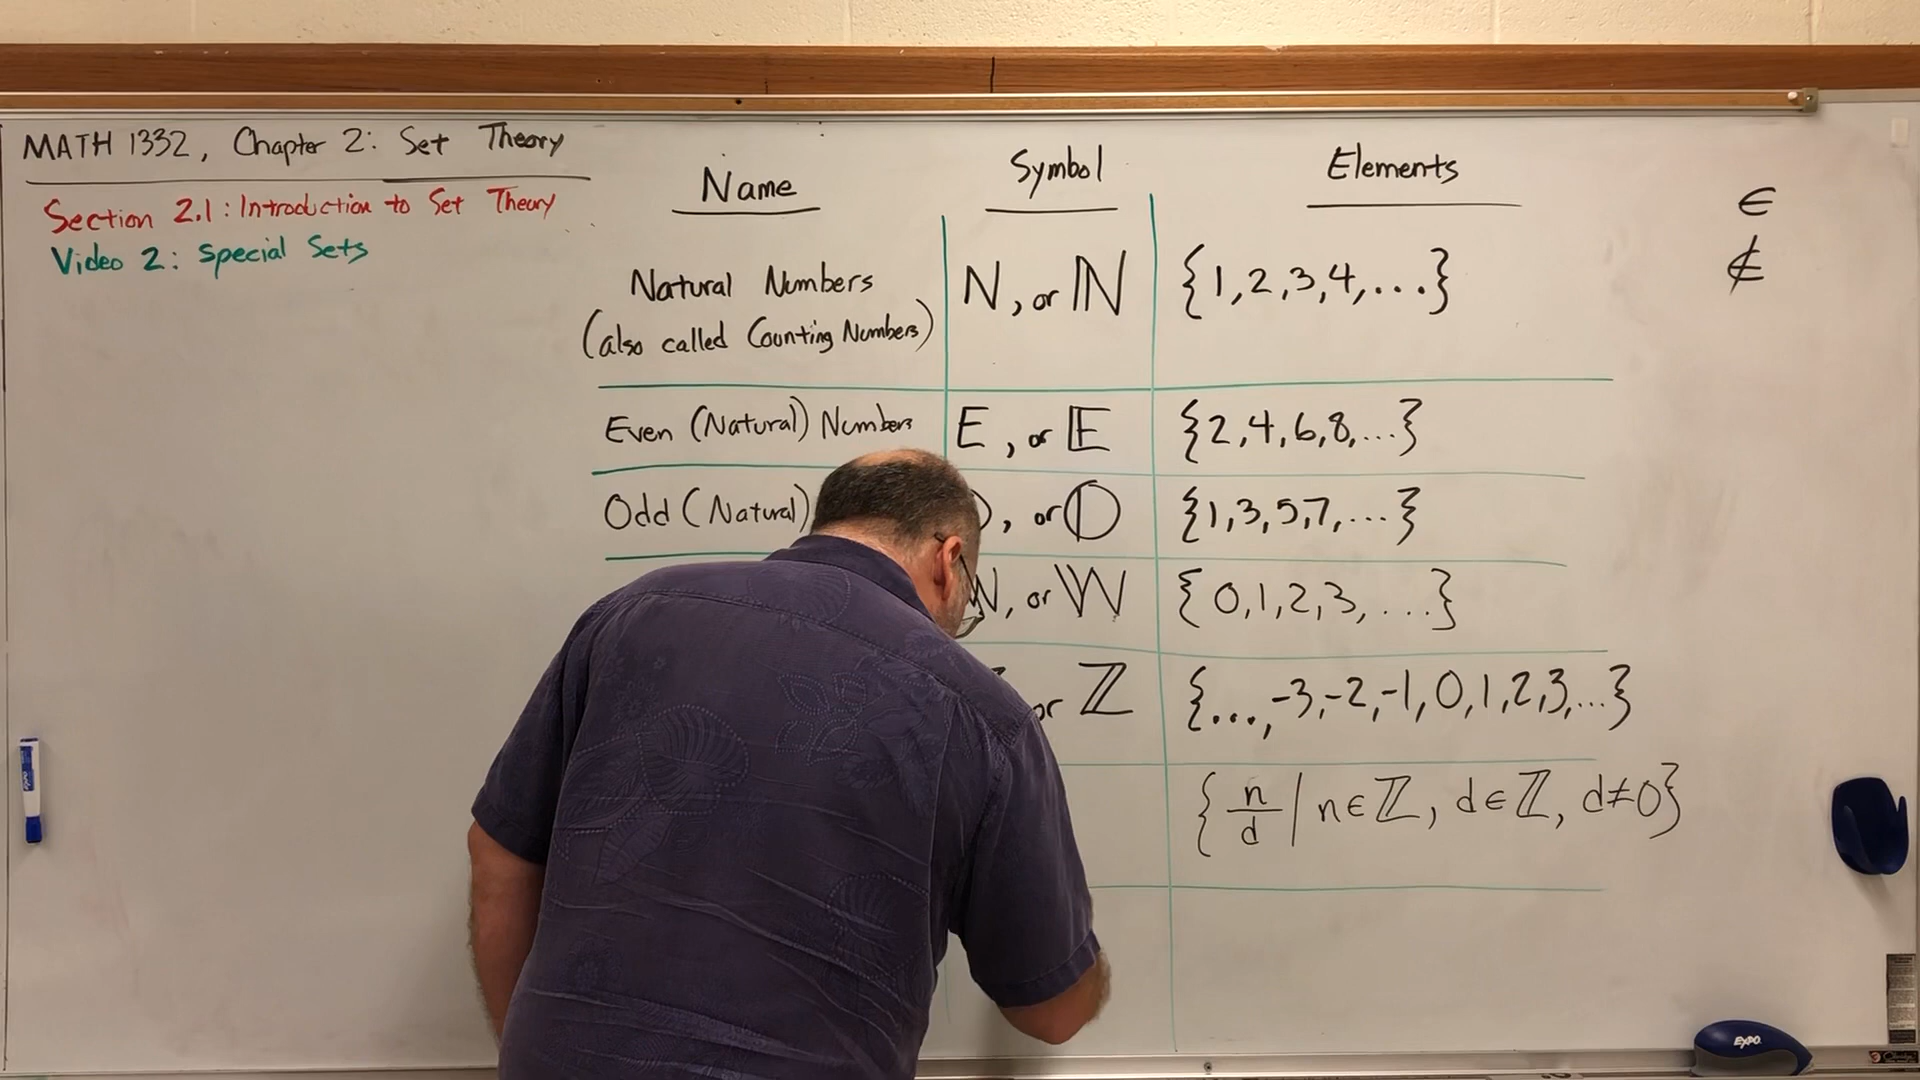 MATH 1332, Chapter 2: Set Theory
Section 2.1: Introduction to Set Theory
Video 2: Special Sets
Name Symbol Elements
∈
∉
Natural Numbers
(also called Counting Numbers)
N, or ℕ {1,2,3,4,...}
Even (Natural) Numbers E, or 𝔼 {2,4,6,8,...}
Odd (Natural) , or 𝕆 {1,3,5,7,...}
, or 𝕎 {0,1,2,3,...}
or ℤ {...,-3,-2,-1,0,1,2,3,...}
{n/d | n∈ℤ, d∈ℤ, d≠0}
EXPO